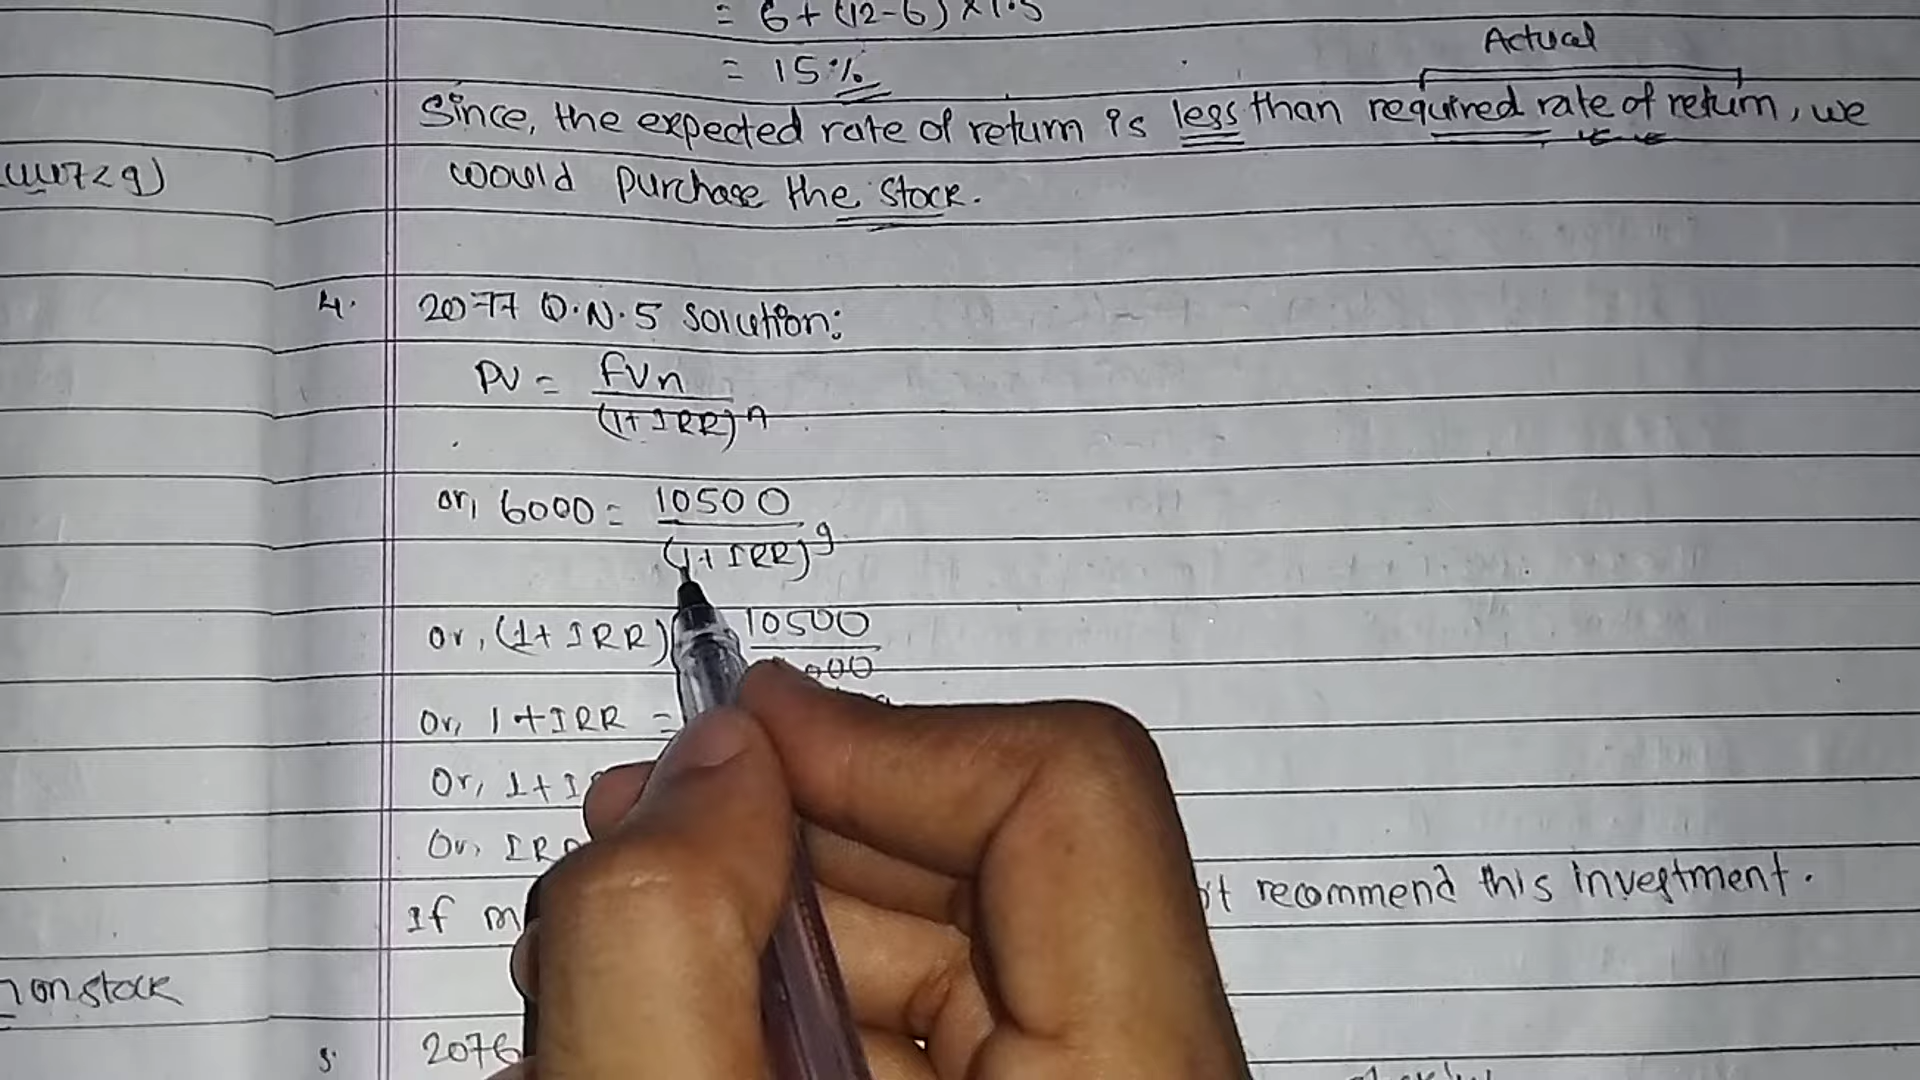 = 6 + (12-6) × 1.5
Actual
= 15%
Since, the expected rate of return is less than required rate of return, we
would purchase the stock.
4. 2077 Q.N.5 Solution:
PV = FVn
(1+IRR)^n
or, 6000 = 10500
(1+IRR)^9
or, (1+IRR) 10500
000
Or, 1+IRR =
Or, 1+I
Or, IRR
If m
recommend this investment.
on stock
5. 2076